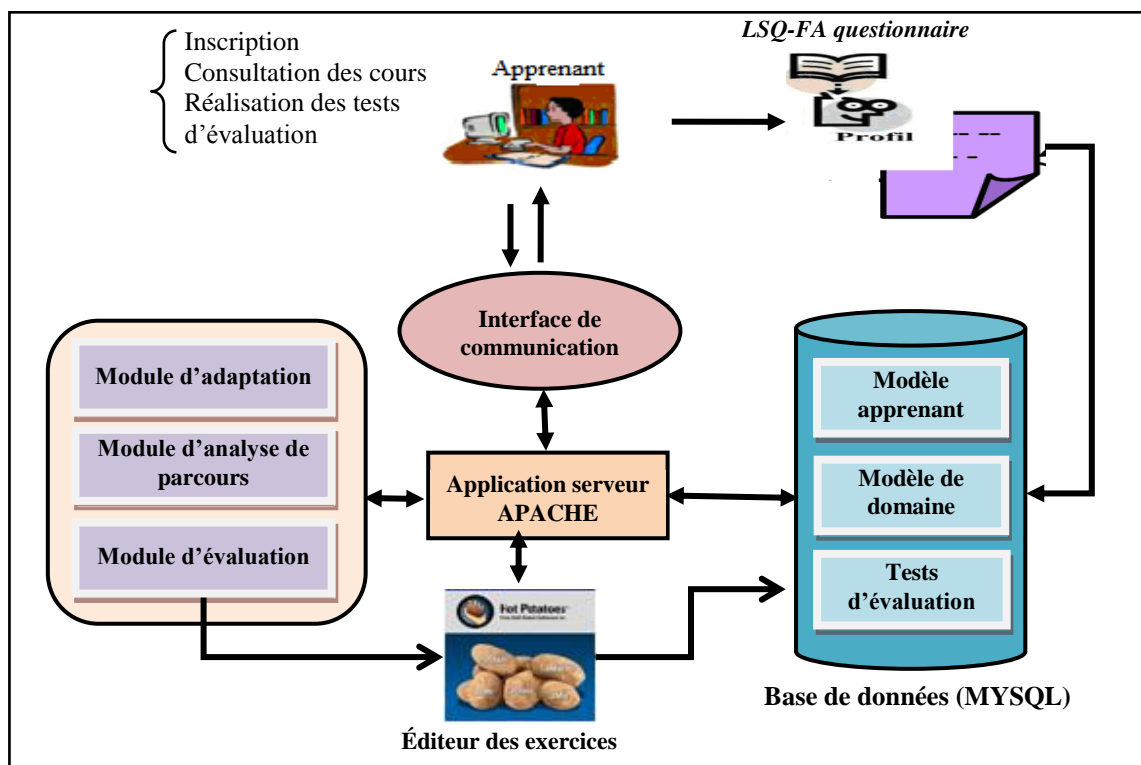 Inscription
Consultation des cours
Réalisation des tests
d'évaluation
LSQ-FA questionnaire
Apprenant
Profil
Interface de
communication
Module d'adaptation
Module d'analyse de
parcours
Module d'évaluation
Application serveur
APACHE
Modèle
apprenant
Modèle de
domaine
Tests
d'évaluation
Hot Potatoes
Éditeur des exercices
Base de données (MYSQL)